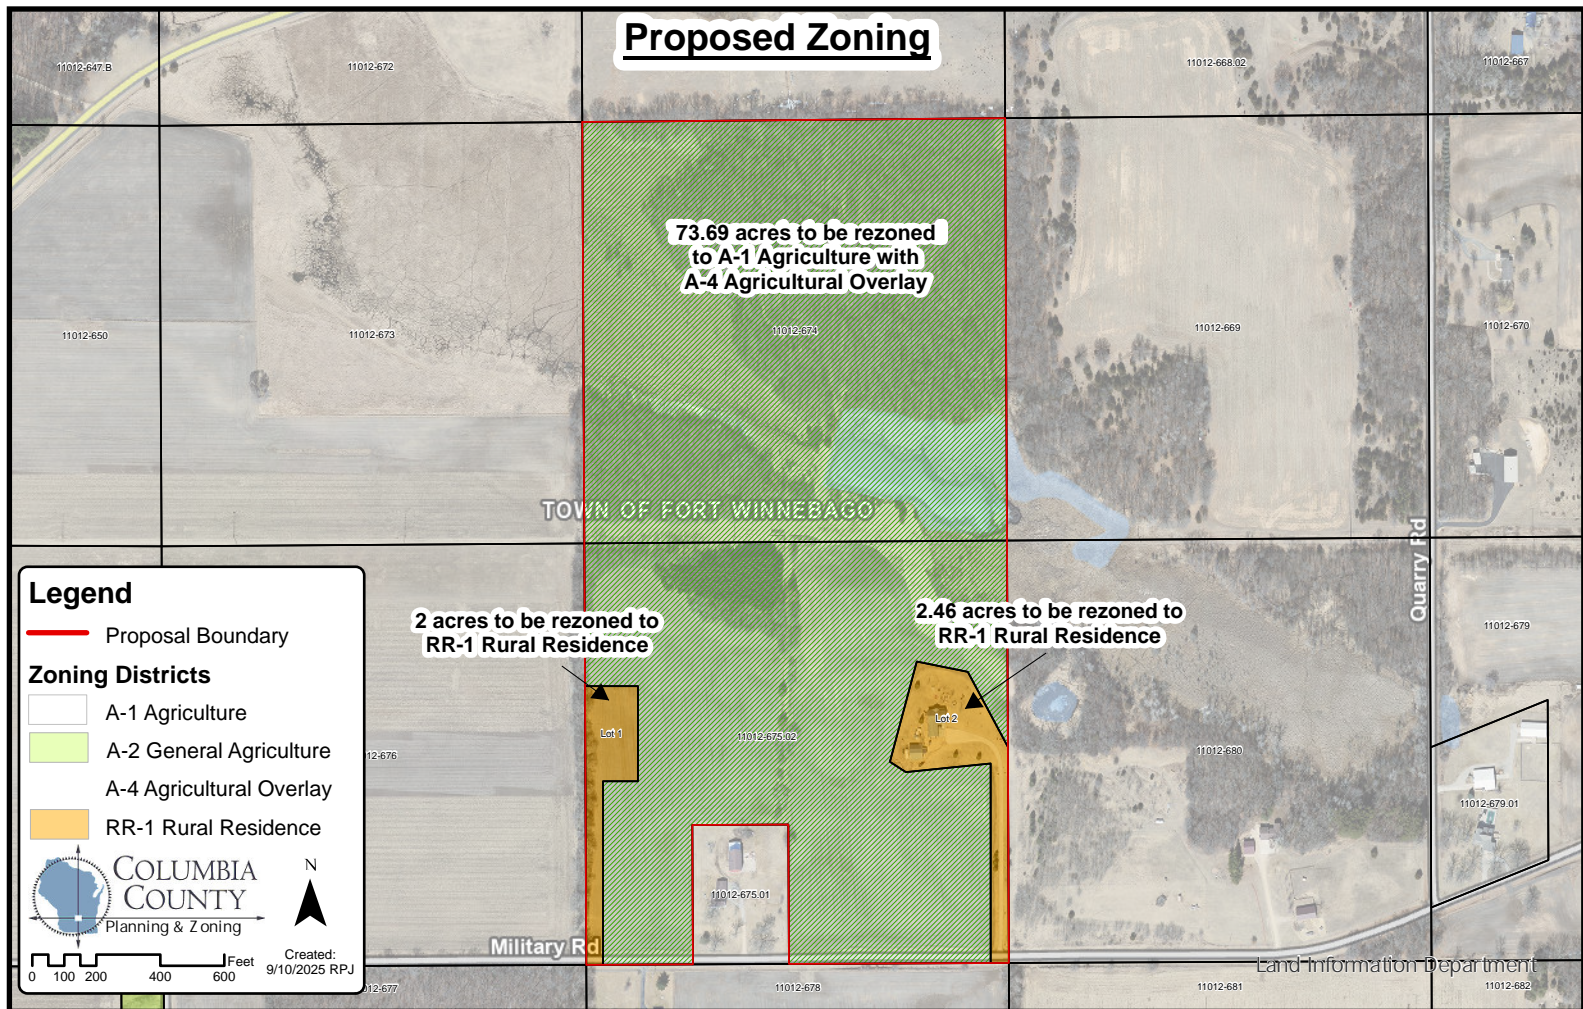 Proposed Zoning
11012-647.B
11012-672
11012-668.02
11012-667
73.69 acres to be rezoned
to A-1 Agriculture with
A-4 Agricultural Overlay
11012-650
11012-673
11012-674
11012-669
11012-670
TOWN OF FORT WINNEBAGO
Quarry Rd
2 acres to be rezoned to
RR-1 Rural Residence
2.46 acres to be rezoned to
RR-1 Rural Residence
11012-679
Lot 1
Lot 2
11012-675.02
12-676
11012-680
11012-679.01
11012-675.01
Military Rd
Land Information Department
12-677
11012-678
11012-681
11012-682
Legend
Proposal Boundary
Zoning Districts
A-1 Agriculture
A-2 General Agriculture
A-4 Agricultural Overlay
RR-1 Rural Residence
COLUMBIA
COUNTY
Planning & Zoning
N
Created:
9/10/2025 RPJ
Feet
0 100 200 400 600